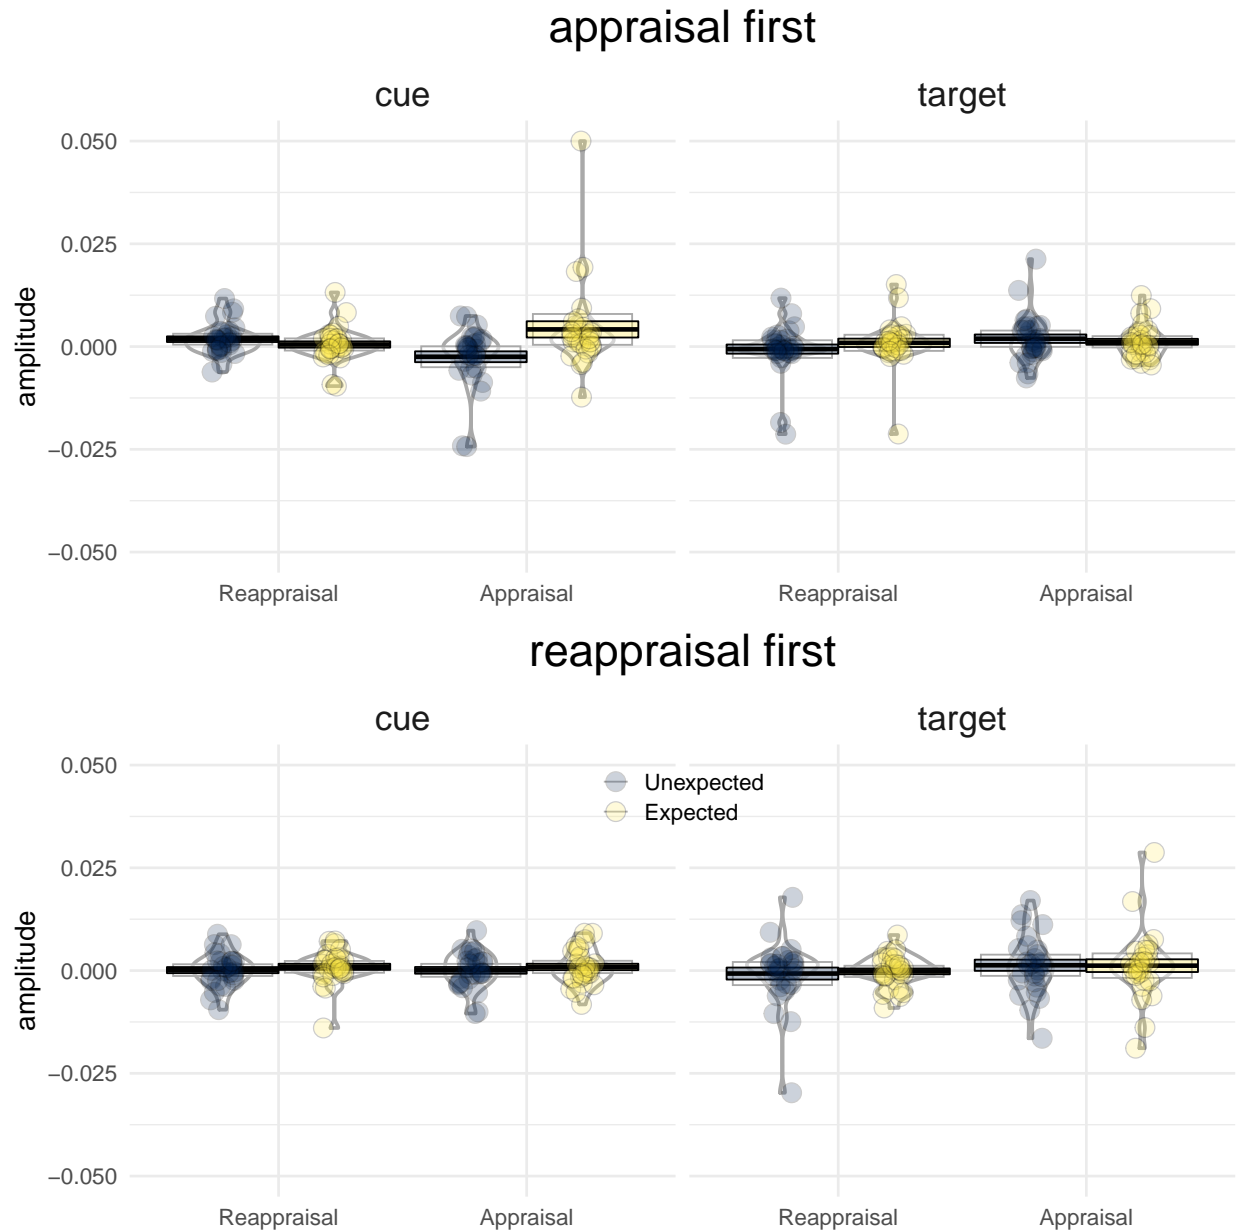 appraisal first
cue
target
0.050
0.025
0.000
−0.025
−0.050
amplitude
Reappraisal
Appraisal
Reappraisal
Appraisal
reappraisal first
cue
target
0.050
0.025
0.000
−0.025
−0.050
amplitude
Unexpected
Expected
Reappraisal
Appraisal
Reappraisal
Appraisal